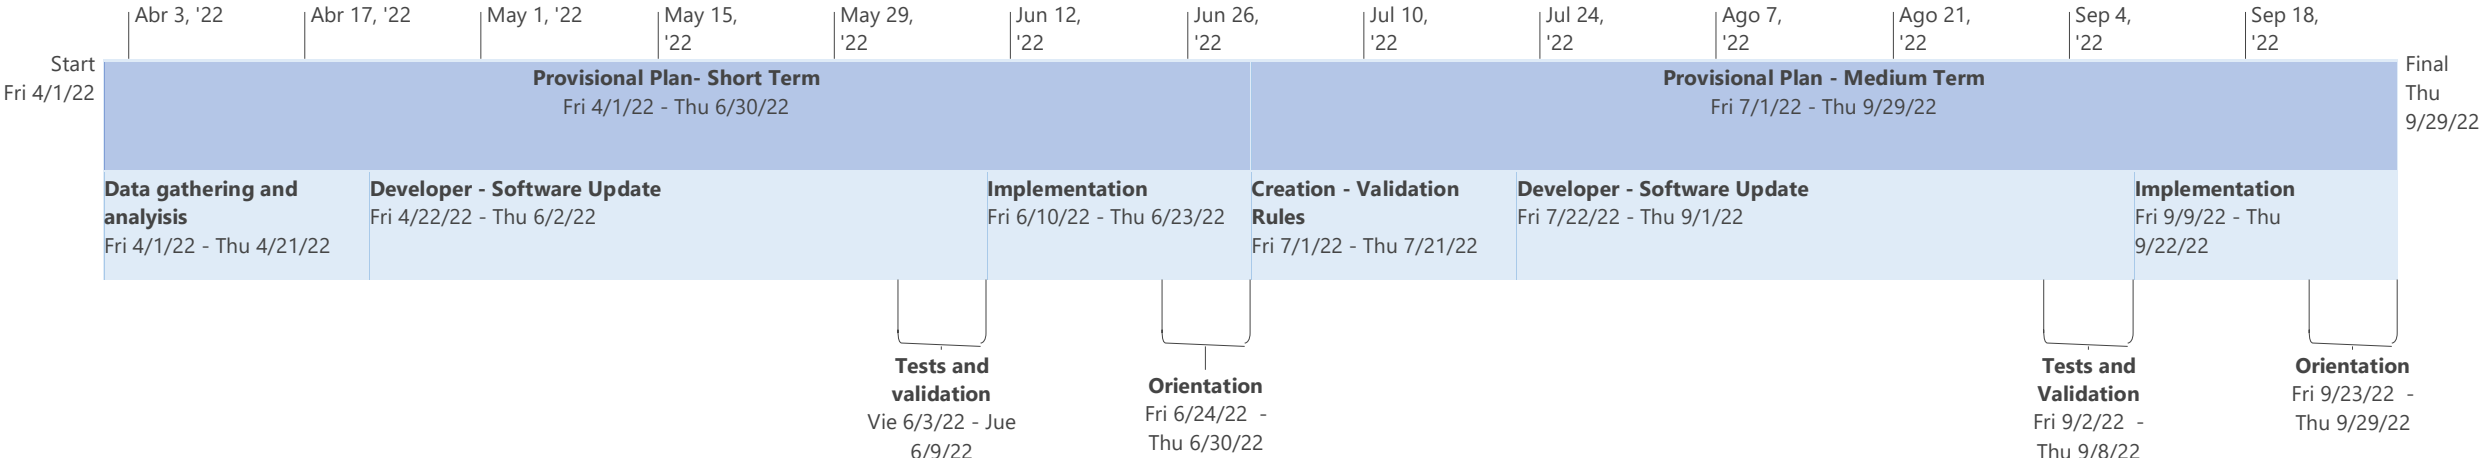 Abr 3, '22
Abr 17, '22
May 1, '22
May 15,
'22
May 29,
'22
Jun 12,
'22
Jun 26,
'22
Jul 10,
'22
Jul 24,
'22
Ago 7,
'22
Ago 21,
'22
Sep 4,
'22
Sep 18,
'22
Start
Fri 4/1/22
Provisional Plan- Short Term
Fri 4/1/22 - Thu 6/30/22
Provisional Plan - Medium Term
Fri 7/1/22 - Thu 9/29/22
Final
Thu
9/29/22
Data gathering and
analyisis
Fri 4/1/22 - Thu 4/21/22
Developer - Software Update
Fri 4/22/22 - Thu 6/2/22
Implementation
Fri 6/10/22 - Thu 6/23/22
Creation - Validation
Rules
Fri 7/1/22 - Thu 7/21/22
Developer - Software Update
Fri 7/22/22 - Thu 9/1/22
Implementation
Fri 9/9/22 - Thu
9/22/22
Tests and
validation
Vie 6/3/22 - Jue
6/9/22
Orientation
Fri 6/24/22 -
Thu 6/30/22
Tests and
Validation
Fri 9/2/22 -
Thu 9/8/22
Orientation
Fri 9/23/22 -
Thu 9/29/22